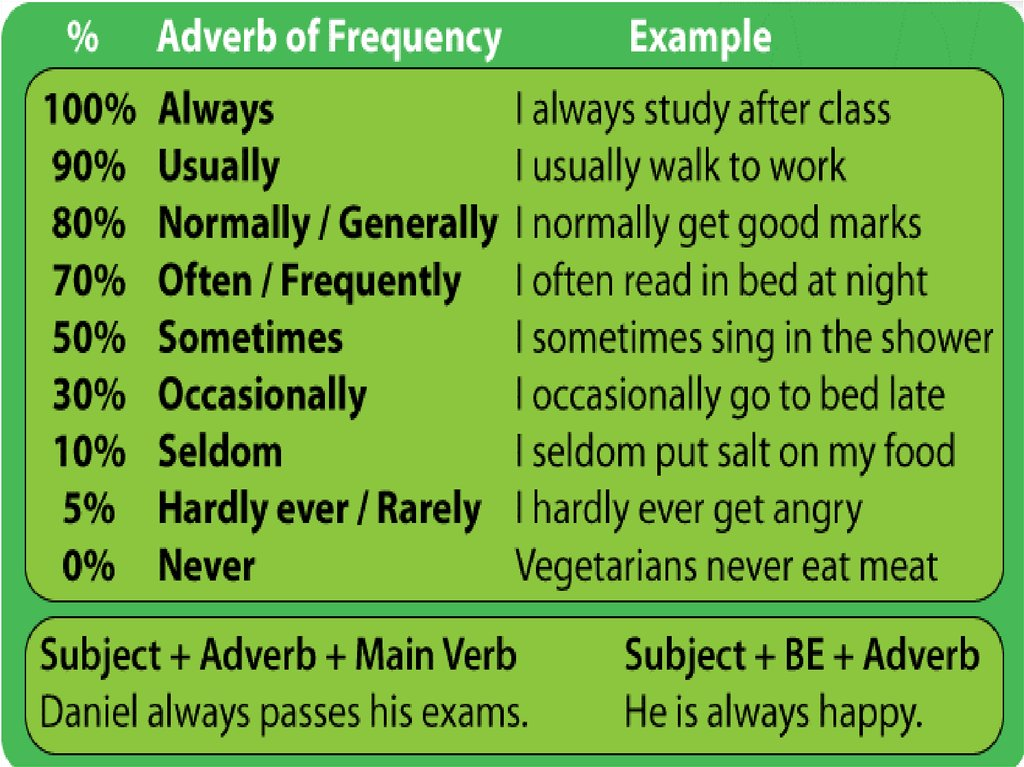 % Adverb of Frequency Example
100% Always I always study after class
90% Usually I usually walk to work
80% Normally / Generally I normally get good marks
70% Often / Frequently I often read in bed at night
50% Sometimes I sometimes sing in the shower
30% Occasionally I occasionally go to bed late
10% Seldom I seldom put salt on my food
5% Hardly ever / Rarely I hardly ever get angry
0% Never Vegetarians never eat meat
Subject + Adverb + Main Verb Subject + BE + Adverb
Daniel always passes his exams. He is always happy.